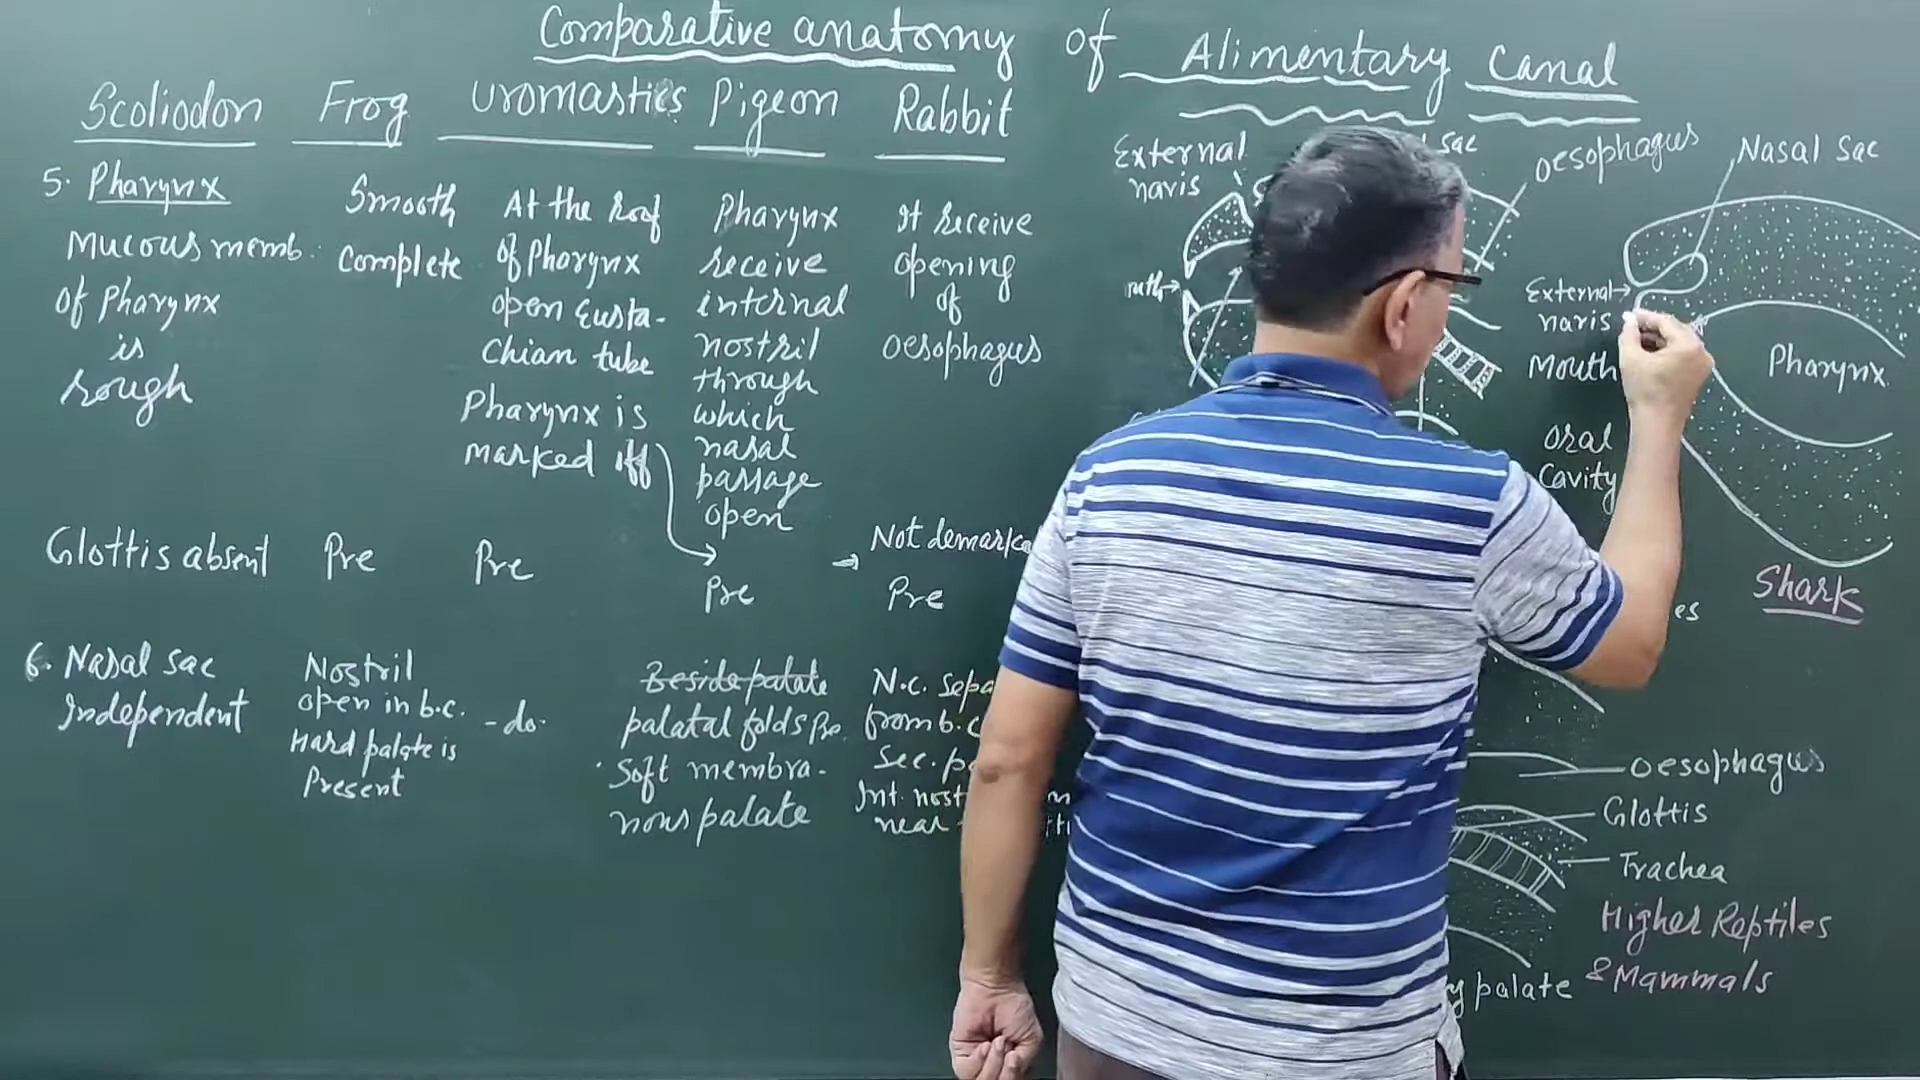 Comparative anatomy of Alimentary Canal
Scoliodon
Frog
Uromasties
Pigeon
Rabbit
5. Pharynx
Mucous memb.
of Pharynx
is
rough
Glottis absent
Smooth
Complete
Pre
At the roof
of Pharynx
open Eusta-
chian tube
Pharynx is
marked off
Pre
Pharynx
receive
internal
nostril
through
which
nasal
passage
open
Pre
It receive
opening
of
oesophagus
→ Not demarka
Pre
6. Nasal sac
Independent
Nostril
open in b.c.
Hard palate is
Present
-do-
Beside palate
palatal folds Pre.
Soft membra-
nous palate
N.c. sepa
from b.c
Sec. p
Int. nost
near
External
naris
sac
oesophagus
Nasal sac
External
naris
Mouth
Oral
Cavity
Pharynx
Shark
es
oesophagus
Glottis
Trachea
Higher Reptiles
& Mammals
y palate